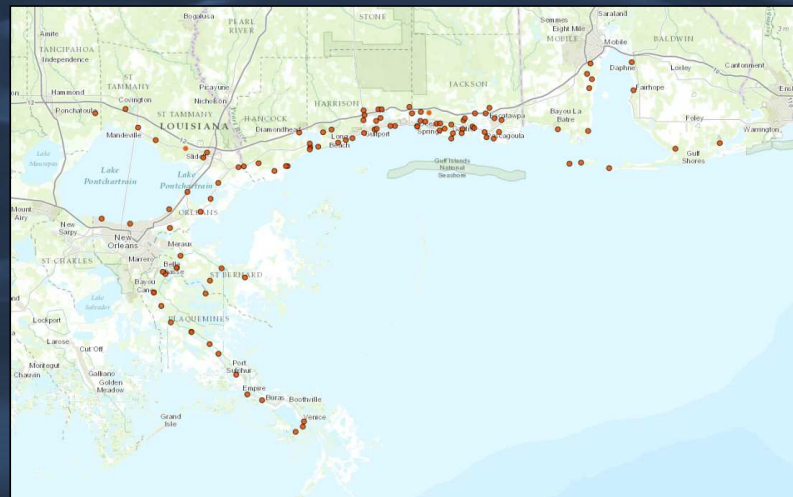 Bogalusa
STONE
Saraland
Semmes
Eight Mile
MOBILE
Mobile
BALDWIN
Amite
TANGIPAHOA
Independence
PEARL
RIVER
Daphne
Loxley
Cantonment
Hammond
ST
TAMMANY
Covington
Picayune
Nicholson
HARRISON
JACKSON
Fairhope
Ponchatoula
ST TAMMANY
HANCOCK
Diamondhead
LOUISIANA
Mandeville
Slidell
Long
Beach
Gulfport
Bayou La
Batre
Foley
Warrington
Gulf
Shores
Lake
Maurepas
Lake
Pontchartrain
Lake
Pontchartrain
Gulf Islands
National
Seashore
Mount
Airy
New
Sarpy
ORLEANS
New
Orleans
Meraux
ST CHARLES
Marrero
Belle
Chasse
ST BERNARD
Bayou
Lake
Salvador
PLAQUEMINES
Lockport
Larose
Cut Off
Port
Sulphur
Montegut
Chauvin
Galliano
Golden
Meadow
Empire
Buras
Boothville
Grand
Isle
Venice